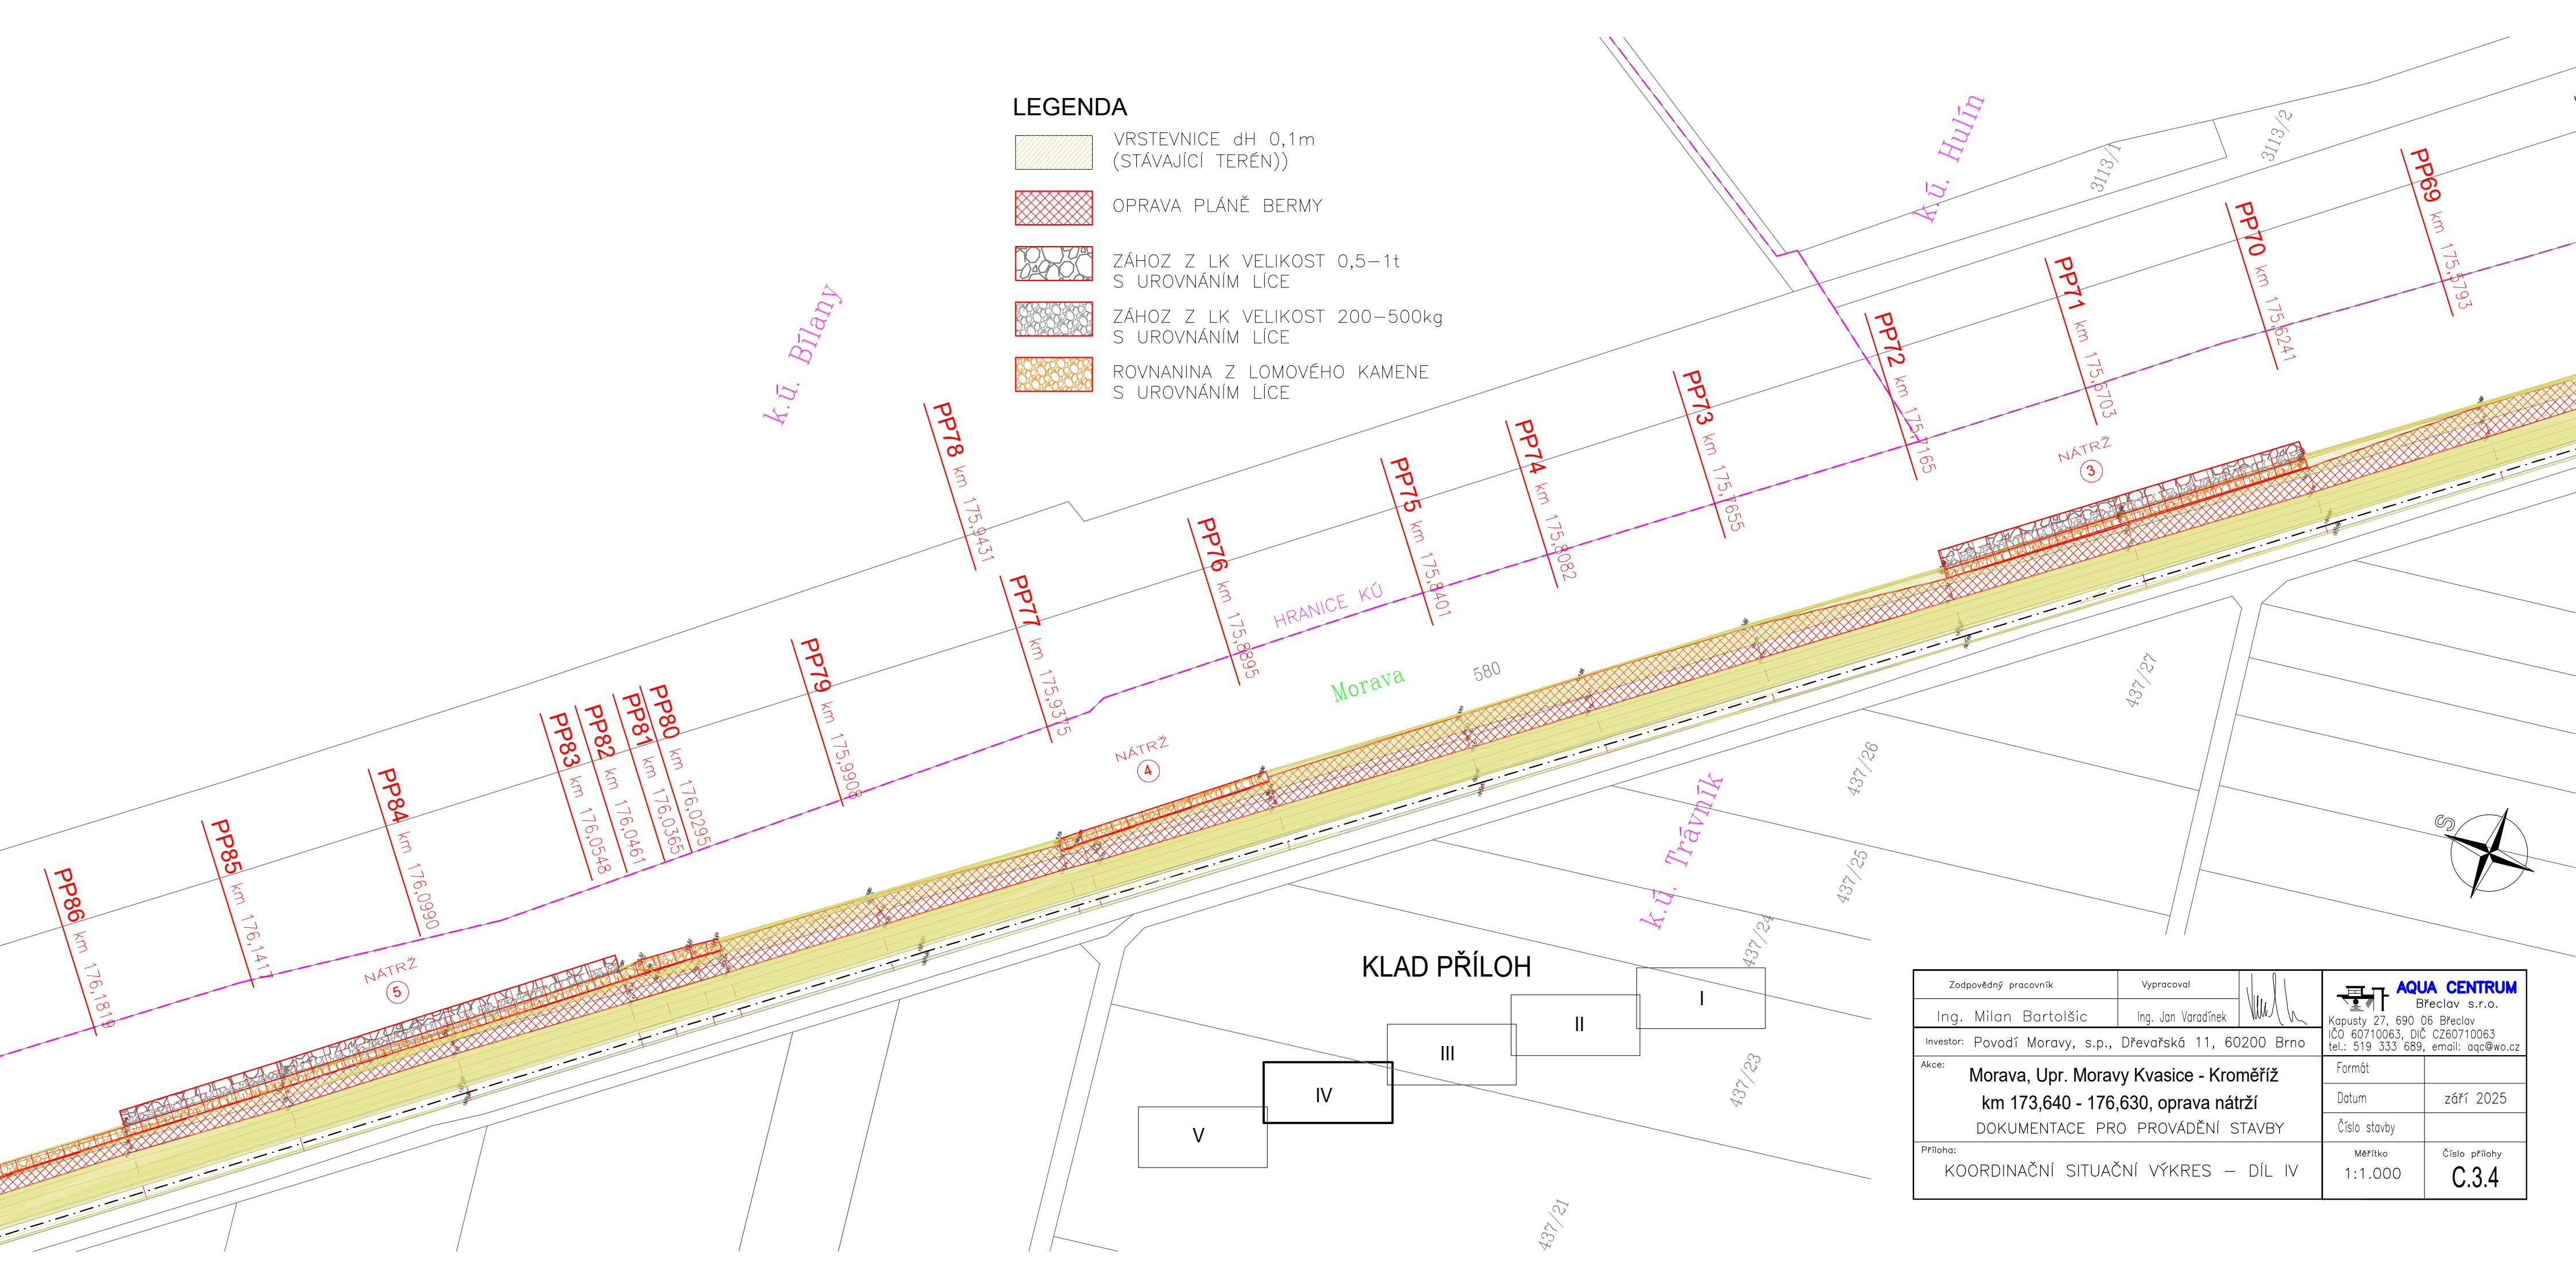 LEGENDA
VRSTEVNICE dH 0,1m
(STÁVAJÍCÍ TERÉN))
OPRAVA PLÁNĚ BERMY
ZÁHOZ Z LK VELIKOST 0,5–1t
S UROVNÁNÍM LÍCE
ZÁHOZ Z LK VELIKOST 200–500kg
S UROVNÁNÍM LÍCE
ROVNANINA Z LOMOVÉHO KAMENE
S UROVNÁNÍM LÍCE
k.ú. Bílany
k.ú. Hulín
3113/1
3113/2
PP69 km 175,5793
PP70 km 175,6241
PP71 km 175,6703
PP72 km 175,7165
PP73 km 175,7655
PP74 km 175,8082
PP75 km 175,8401
PP76 km 175,8895
PP77 km 175,9375
PP78 km 175,9431
PP79 km 175,9908
PP80 km 176,0295
PP81 km 176,0365
PP82 km 176,0461
PP83 km 176,0548
PP84 km 176,0990
PP85 km 176,1417
PP86 km 176,1819
NÁTRŽ
3
HRANICE KÚ
Morava
580
NÁTRŽ
4
NÁTRŽ
5
k.ú. Trávník
437/27
437/26
437/25
437/24
437/23
437/21
S
KLAD PŘÍLOH
I
II
III
IV
V
Zodpovědný pracovník
Vypracoval
Ing. Milan Bartolšic
Ing. Jan Varadínek
AQUA CENTRUM
Břeclav s.r.o.
Kapusty 27, 690 06 Břeclav
IČO 60710063, DIČ CZ60710063
tel.: 519 333 689, email: aqc@wo.cz
Investor: Povodí Moravy, s.p., Dřevařská 11, 60200 Brno
Akce:
Morava, Upr. Moravy Kvasice - Kroměříž
km 173,640 - 176,630, oprava nátrží
DOKUMENTACE PRO PROVÁDĚNÍ STAVBY
Formát
Datum
září 2025
Číslo stavby
Příloha:
KOORDINAČNÍ SITUAČNÍ VÝKRES – DÍL IV
Měřítko
1:1.000
Číslo přílohy
C.3.4